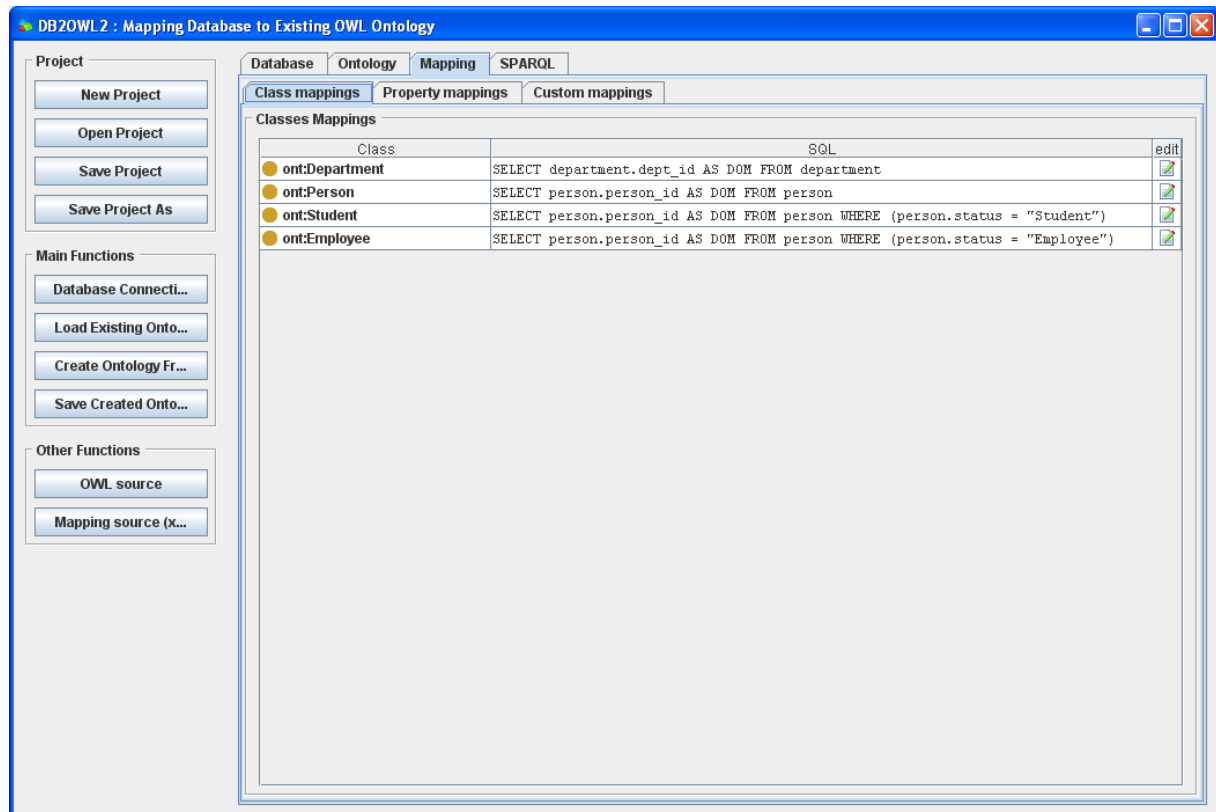 DB2OWL2 : Mapping Database to Existing OWL Ontology
Project
New Project
Open Project
Save Project
Save Project As
Main Functions
Database Connecti...
Load Existing Onto...
Create Ontology Fr...
Save Created Onto...
Other Functions
OWL source
Mapping source (x...
Database Ontology Mapping SPARQL
Class mappings Property mappings Custom mappings
Classes Mappings
Class SQL edit
ont:Department SELECT department.dept_id AS DOM FROM department
ont:Person SELECT person.person_id AS DOM FROM person
ont:Student SELECT person.person_id AS DOM FROM person WHERE (person.status = "Student")
ont:Employee SELECT person.person_id AS DOM FROM person WHERE (person.status = "Employee")